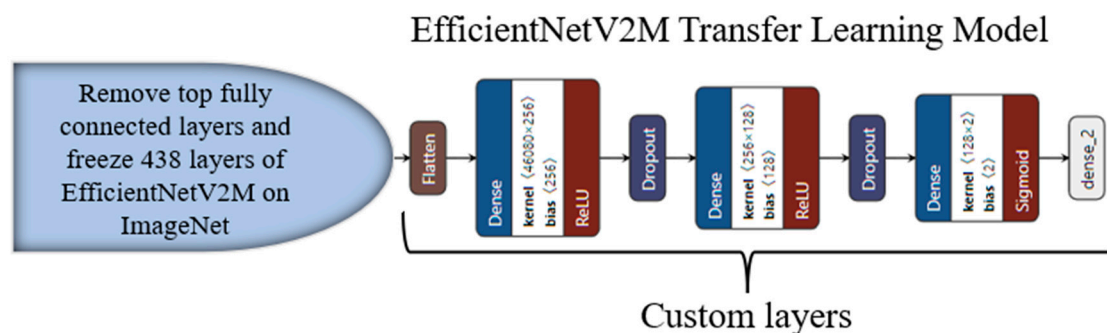 EfficientNetV2M Transfer Learning Model
Remove top fully
connected layers and
freeze 438 layers of
EfficientNetV2M on
ImageNet
Flatten
Dense
kernel ⟨46080×256⟩
bias ⟨256⟩
ReLU
Dropout
Dense
kernel ⟨256×128⟩
bias ⟨128⟩
ReLU
Dropout
Dense
kernel ⟨128×2⟩
bias ⟨2⟩
Sigmoid
dense_2
Custom layers